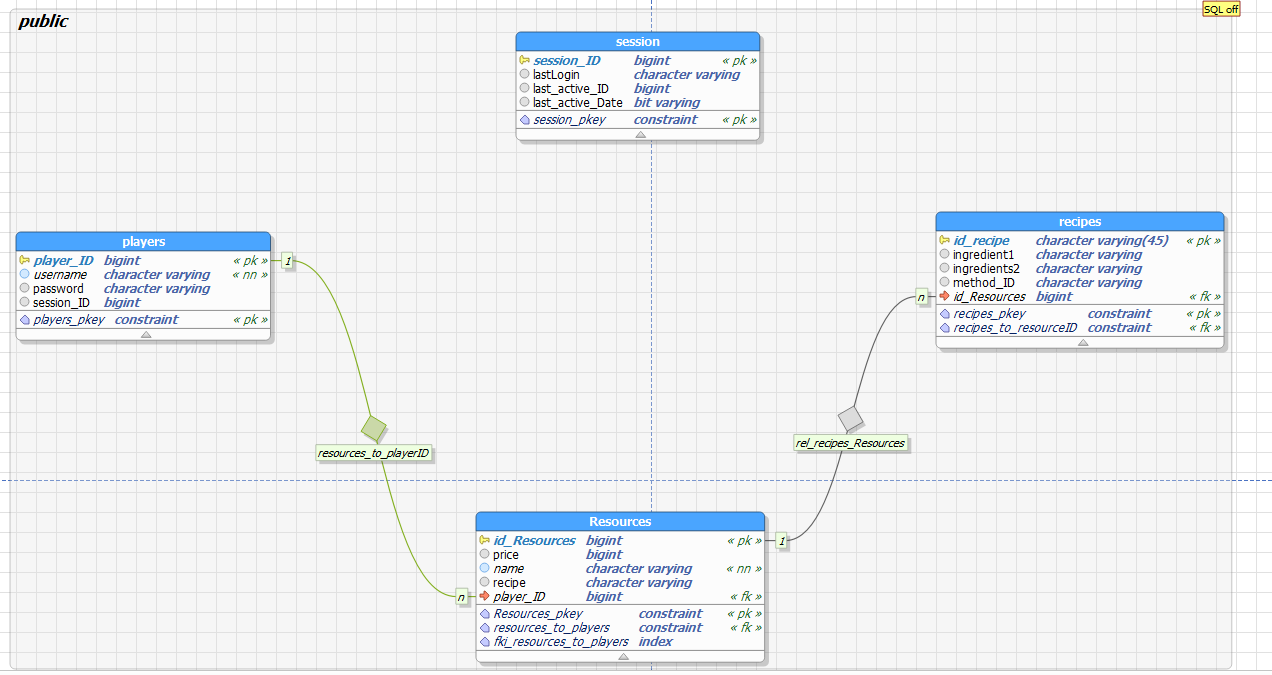 SQL off
public
session
session_ID bigint « pk »
lastLogin character varying
last_active_ID bigint
last_active_Date bit varying
session_pkey constraint « pk »
players
player_ID bigint « pk »
username character varying « nn »
password character varying
session_ID bigint
players_pkey constraint « pk »
1
recipes
id_recipe character varying(45) « pk »
ingredient1 character varying
ingredients2 character varying
method_ID character varying
id_Resources bigint « fk »
recipes_pkey constraint « pk »
recipes_to_resourceID constraint « fk »
n
resources_to_playerID
rel_recipes_Resources
Resources
id_Resources bigint « pk »
price bigint
name character varying « nn »
recipe character varying
player_ID bigint « fk »
Resources_pkey constraint « pk »
resources_to_players constraint « fk »
fki_resources_to_players index
n
1